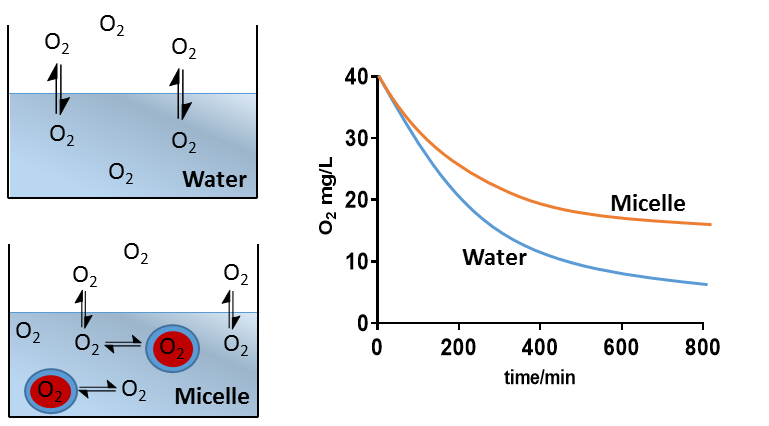 O₂
O₂
O₂
O₂
O₂
O₂
Water
O₂
O₂
O₂
O₂
O₂
O₂
O₂
O₂
O₂
Micelle
O₂ mg/L
40
30
20
10
0
Micelle
Water
0 200 400 600 800
time/min